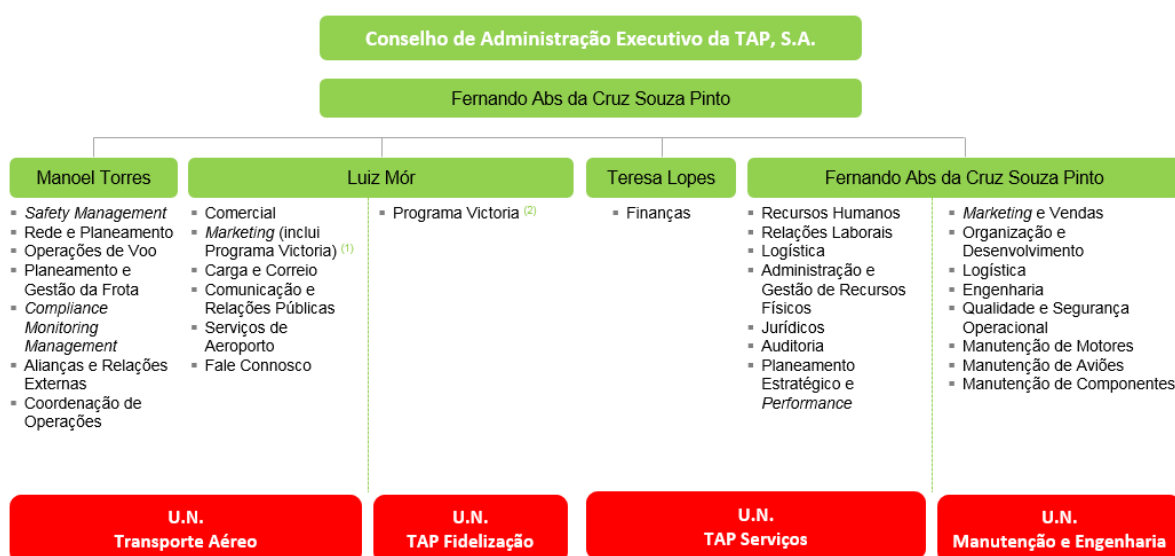 Conselho de Administração Executivo da TAP, S.A.
Fernando Abs da Cruz Souza Pinto
Manoel Torres
Safety Management
Rede e Planeamento
Operações de Voo
Planeamento e
Gestão da Frota
Compliance
Monitoring
Management
Alianças e Relações
Externas
Coordenação de
Operações
Luiz Mór
Comercial
Marketing (inclui
Programa Victoria) (1)
Carga e Correio
Comunicação e
Relações Públicas
Serviços de
Aeroporto
Fale Connosco
Programa Victoria (2)
Teresa Lopes
Finanças
Fernando Abs da Cruz Souza Pinto
Recursos Humanos
Relações Laborais
Logística
Administração e
Gestão de Recursos
Físicos
Jurídicos
Auditoria
Planeamento
Estratégico e
Performance
Marketing e Vendas
Organização e
Desenvolvimento
Logística
Engenharia
Qualidade e Segurança
Operacional
Manutenção de Motores
Manutenção de Aviões
Manutenção de Componentes
U.N.
Transporte Aéreo
U.N.
TAP Fidelização
U.N.
TAP Serviços
U.N.
Manutenção e Engenharia